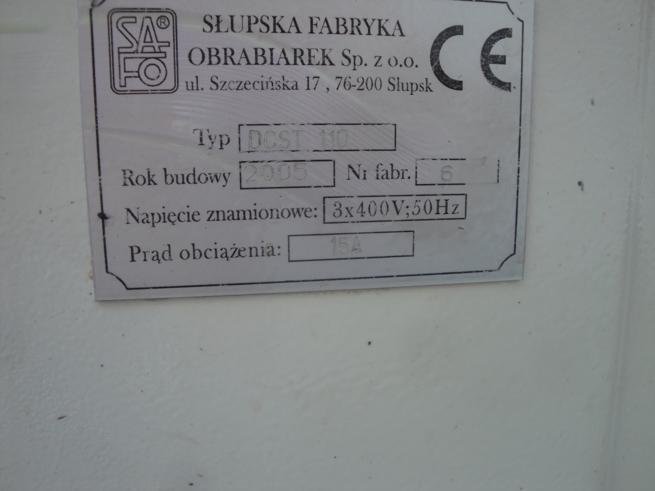 SAFO®
SŁUPSKA FABRYKA
OBRABIAREK Sp. z o.o.
ul. Szczecińska 17 , 76-200 Słupsk
CE
Typ DCST 110
Rok budowy 2005 Nr fabr. 6
Napięcie znamionowe: 3x400V;50Hz
Prąd obciążenia: 15A